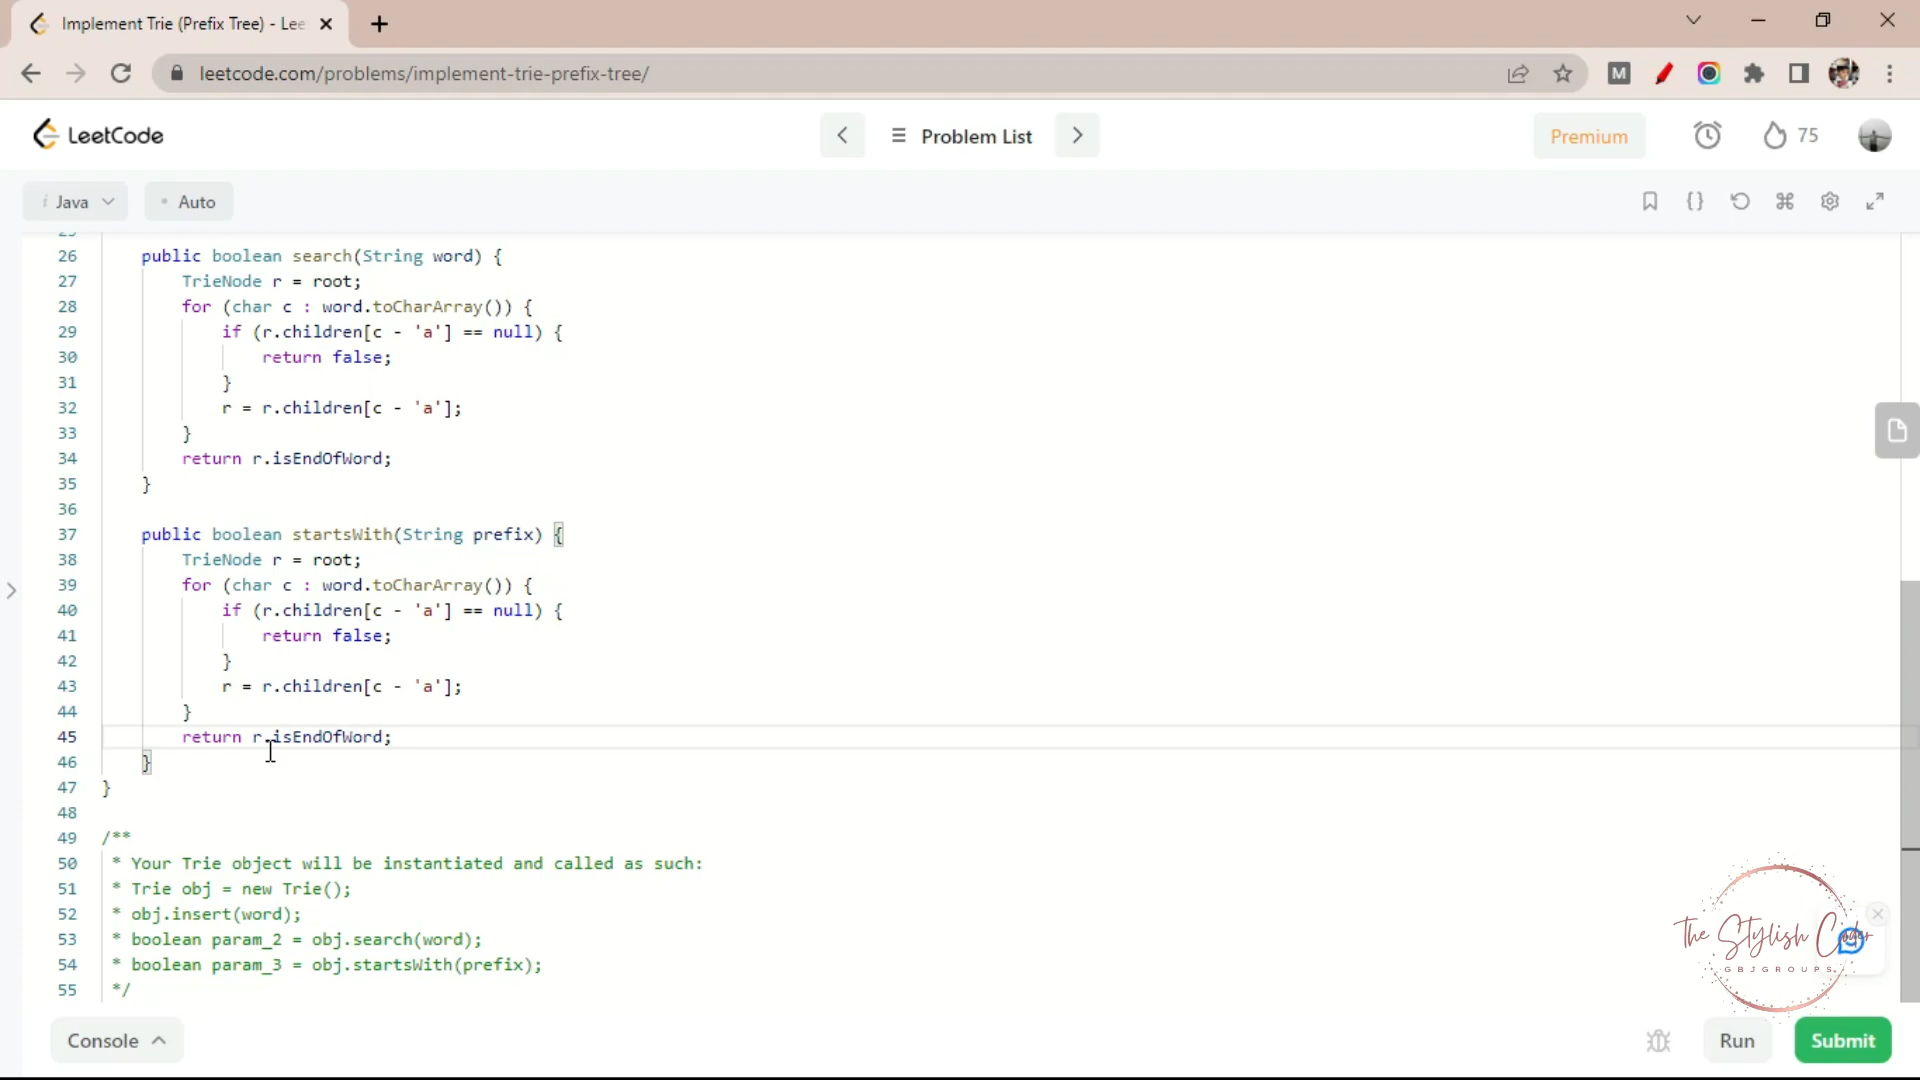 Implement Trie (Prefix Tree) - Lee
leetcode.com/problems/implement-trie-prefix-tree/
M
LeetCode
Problem List
Premium
75
i Java
Auto
25
26 public boolean search(String word) {
27 TrieNode r = root;
28 for (char c : word.toCharArray()) {
29 if (r.children[c - 'a'] == null) {
30 return false;
31 }
32 r = r.children[c - 'a'];
33 }
34 return r.isEndOfWord;
35 }
36
37 public boolean startsWith(String prefix) {
38 TrieNode r = root;
39 for (char c : word.toCharArray()) {
40 if (r.children[c - 'a'] == null) {
41 return false;
42 }
43 r = r.children[c - 'a'];
44 }
45 return r.isEndOfWord;
46 }
47 }
48
49 /**
50 * Your Trie object will be instantiated and called as such:
51 * Trie obj = new Trie();
52 * obj.insert(word);
53 * boolean param_2 = obj.search(word);
54 * boolean param_3 = obj.startsWith(prefix);
55 */
The Stylish Coder
GBJGROUPS
Console
Run
Submit